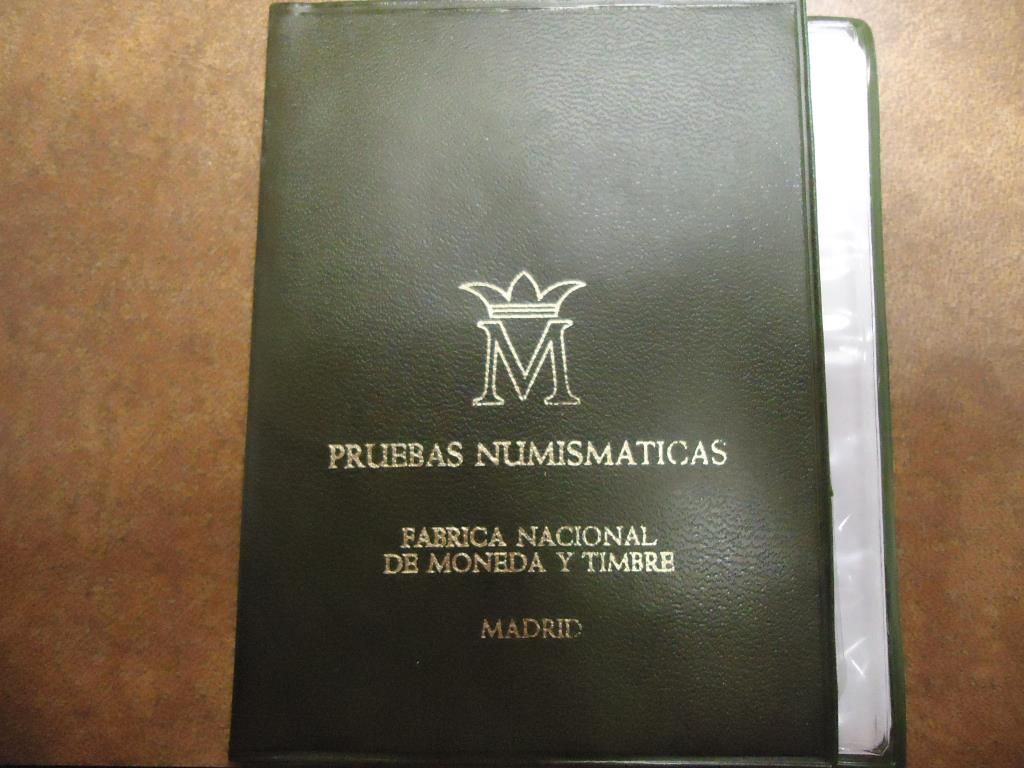 M
PRUEBAS NUMISMATICAS
FABRICA NACIONAL
DE MONEDA Y TIMBRE
MADRID